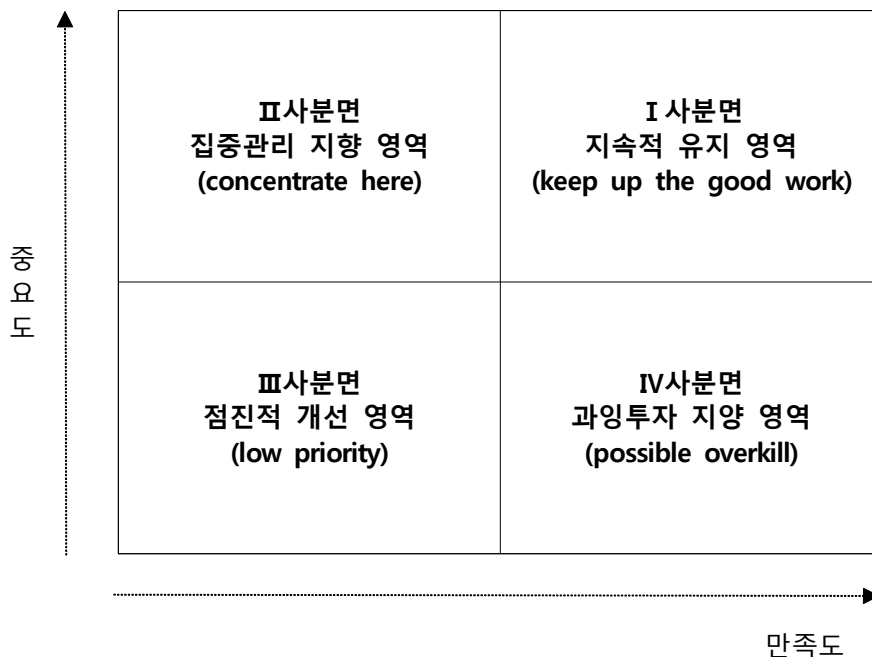 Ⅱ사분면
집중관리 지향 영역
(concentrate here)
Ⅰ사분면
지속적 유지 영역
(keep up the good work)
중
요
도
Ⅲ사분면
점진적 개선 영역
(low priority)
Ⅳ사분면
과잉투자 지양 영역
(possible overkill)
만족도